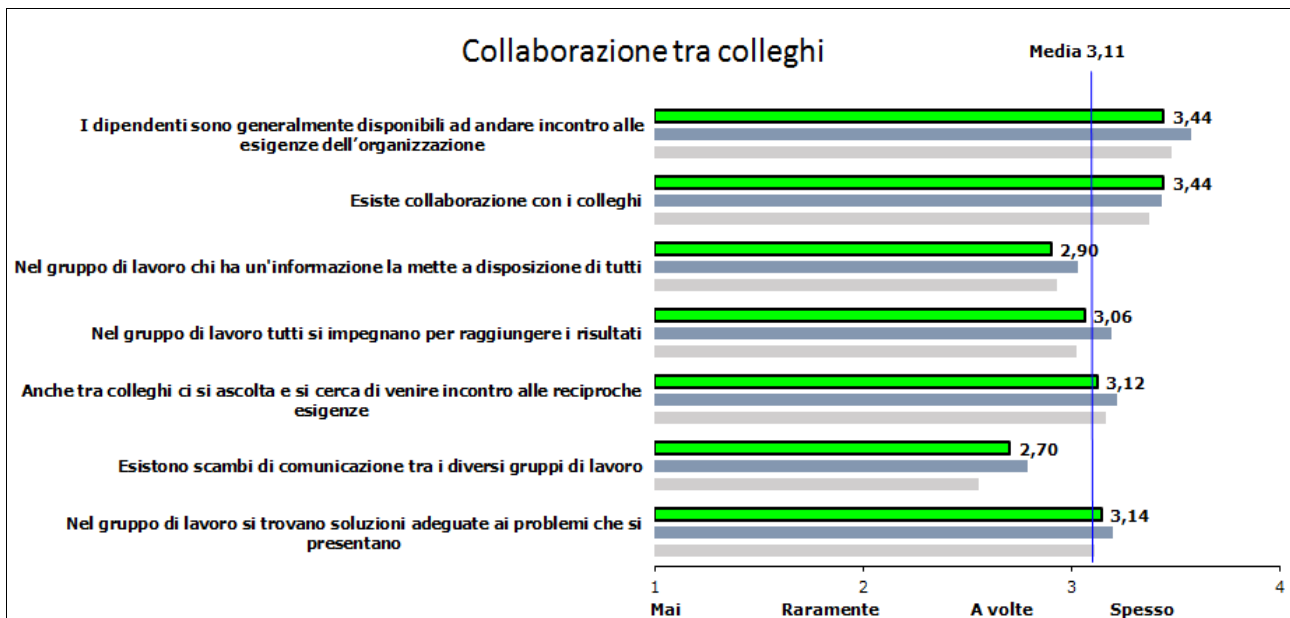 Collaborazione tra colleghi
Media 3,11
I dipendenti sono generalmente disponibili ad andare incontro alle
esigenze dell’organizzazione
3,44
Esiste collaborazione con i colleghi
3,44
Nel gruppo di lavoro chi ha un'informazione la mette a disposizione di tutti
2,90
Nel gruppo di lavoro tutti si impegnano per raggiungere i risultati
3,06
Anche tra colleghi ci si ascolta e si cerca di venire incontro alle reciproche
esigenze
3,12
Esistono scambi di comunicazione tra i diversi gruppi di lavoro
2,70
Nel gruppo di lavoro si trovano soluzioni adeguate ai problemi che si
presentano
3,14
1 2 3 4
Mai Raramente A volte Spesso